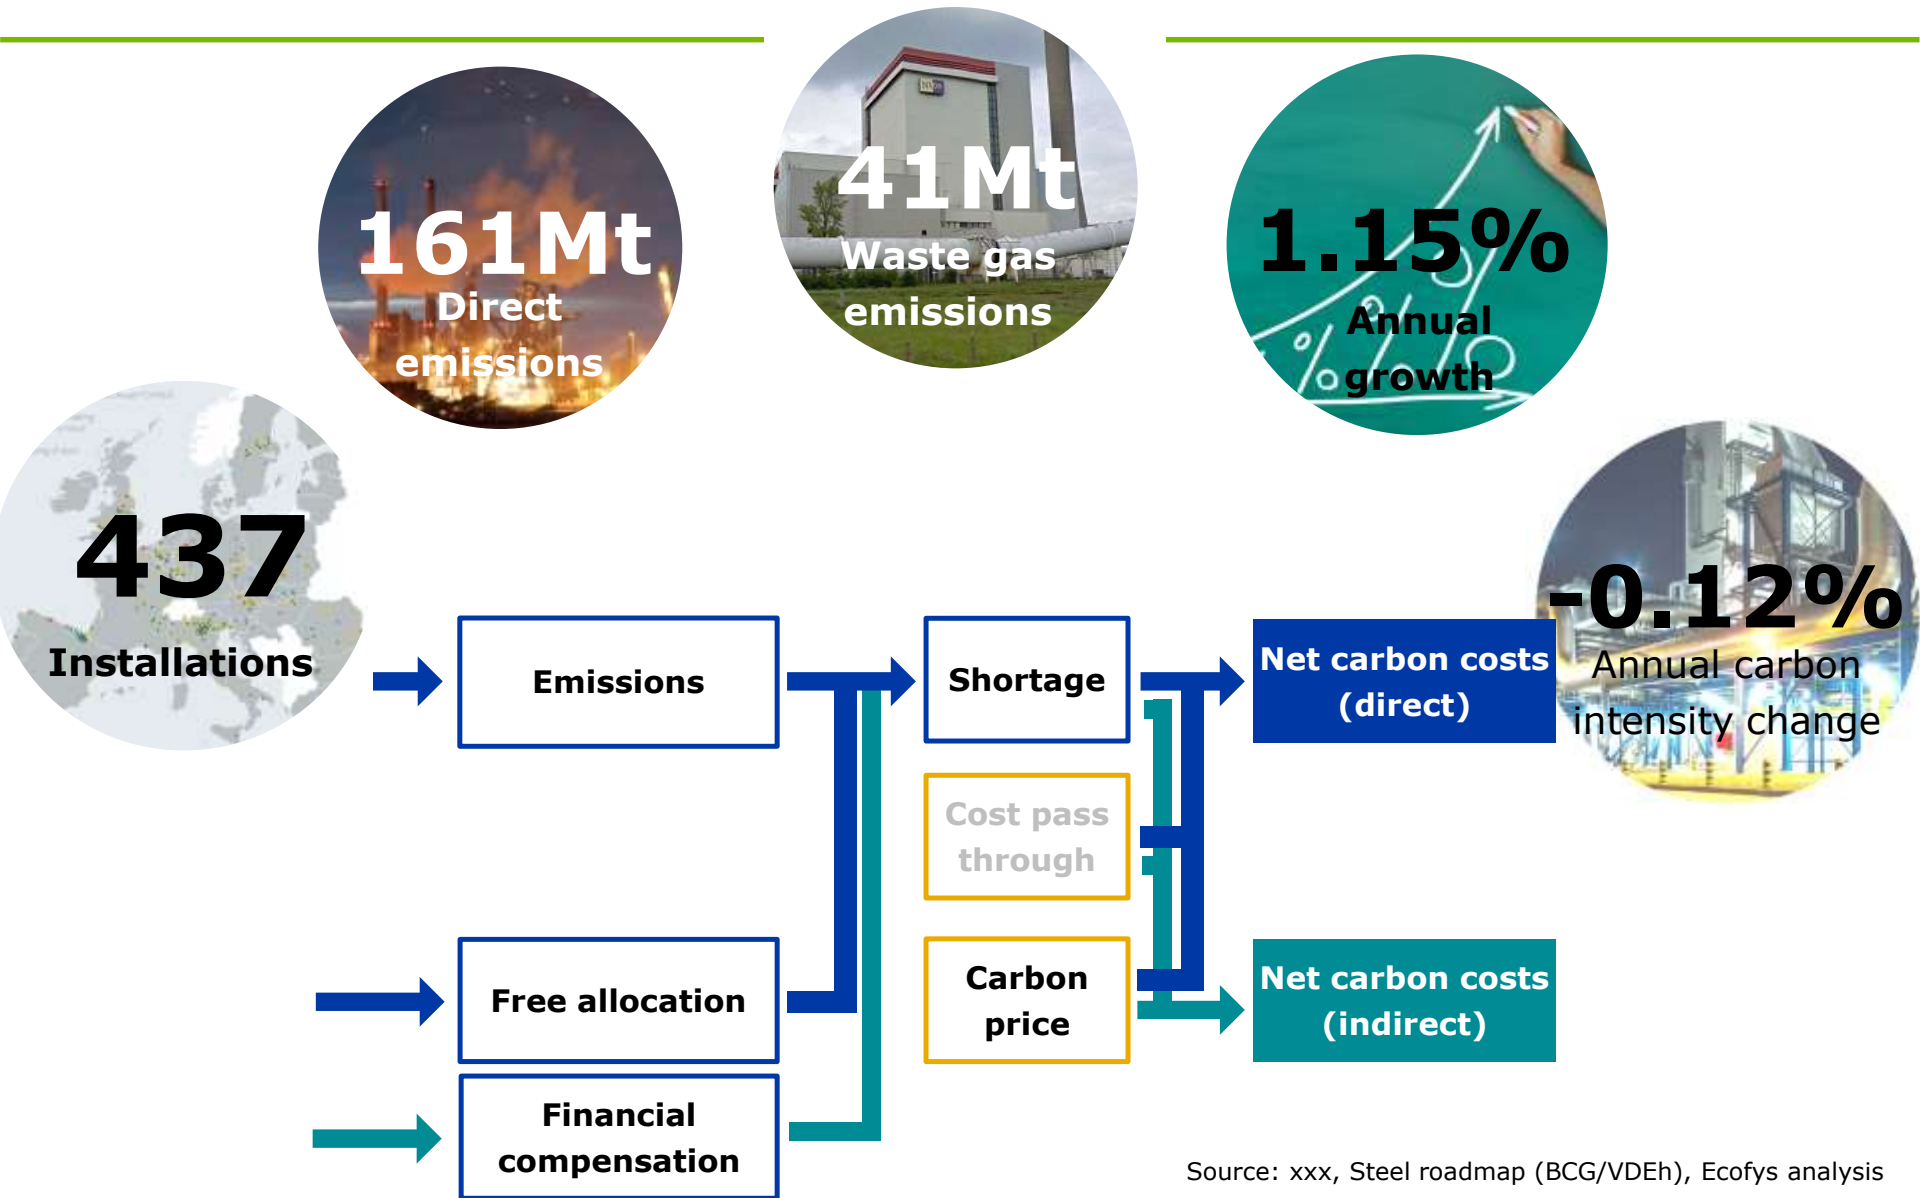 161Mt
Direct
emissions
41Mt
Waste gas
emissions
1.15%
Annual
growth
437
Installations
-0.12%
Annual carbon
intensity change
Emissions
Shortage
Net carbon costs
(direct)
Cost pass
through
Free allocation
Carbon
price
Net carbon costs
(indirect)
Financial
compensation
Source: xxx, Steel roadmap (BCG/VDEh), Ecofys analysis